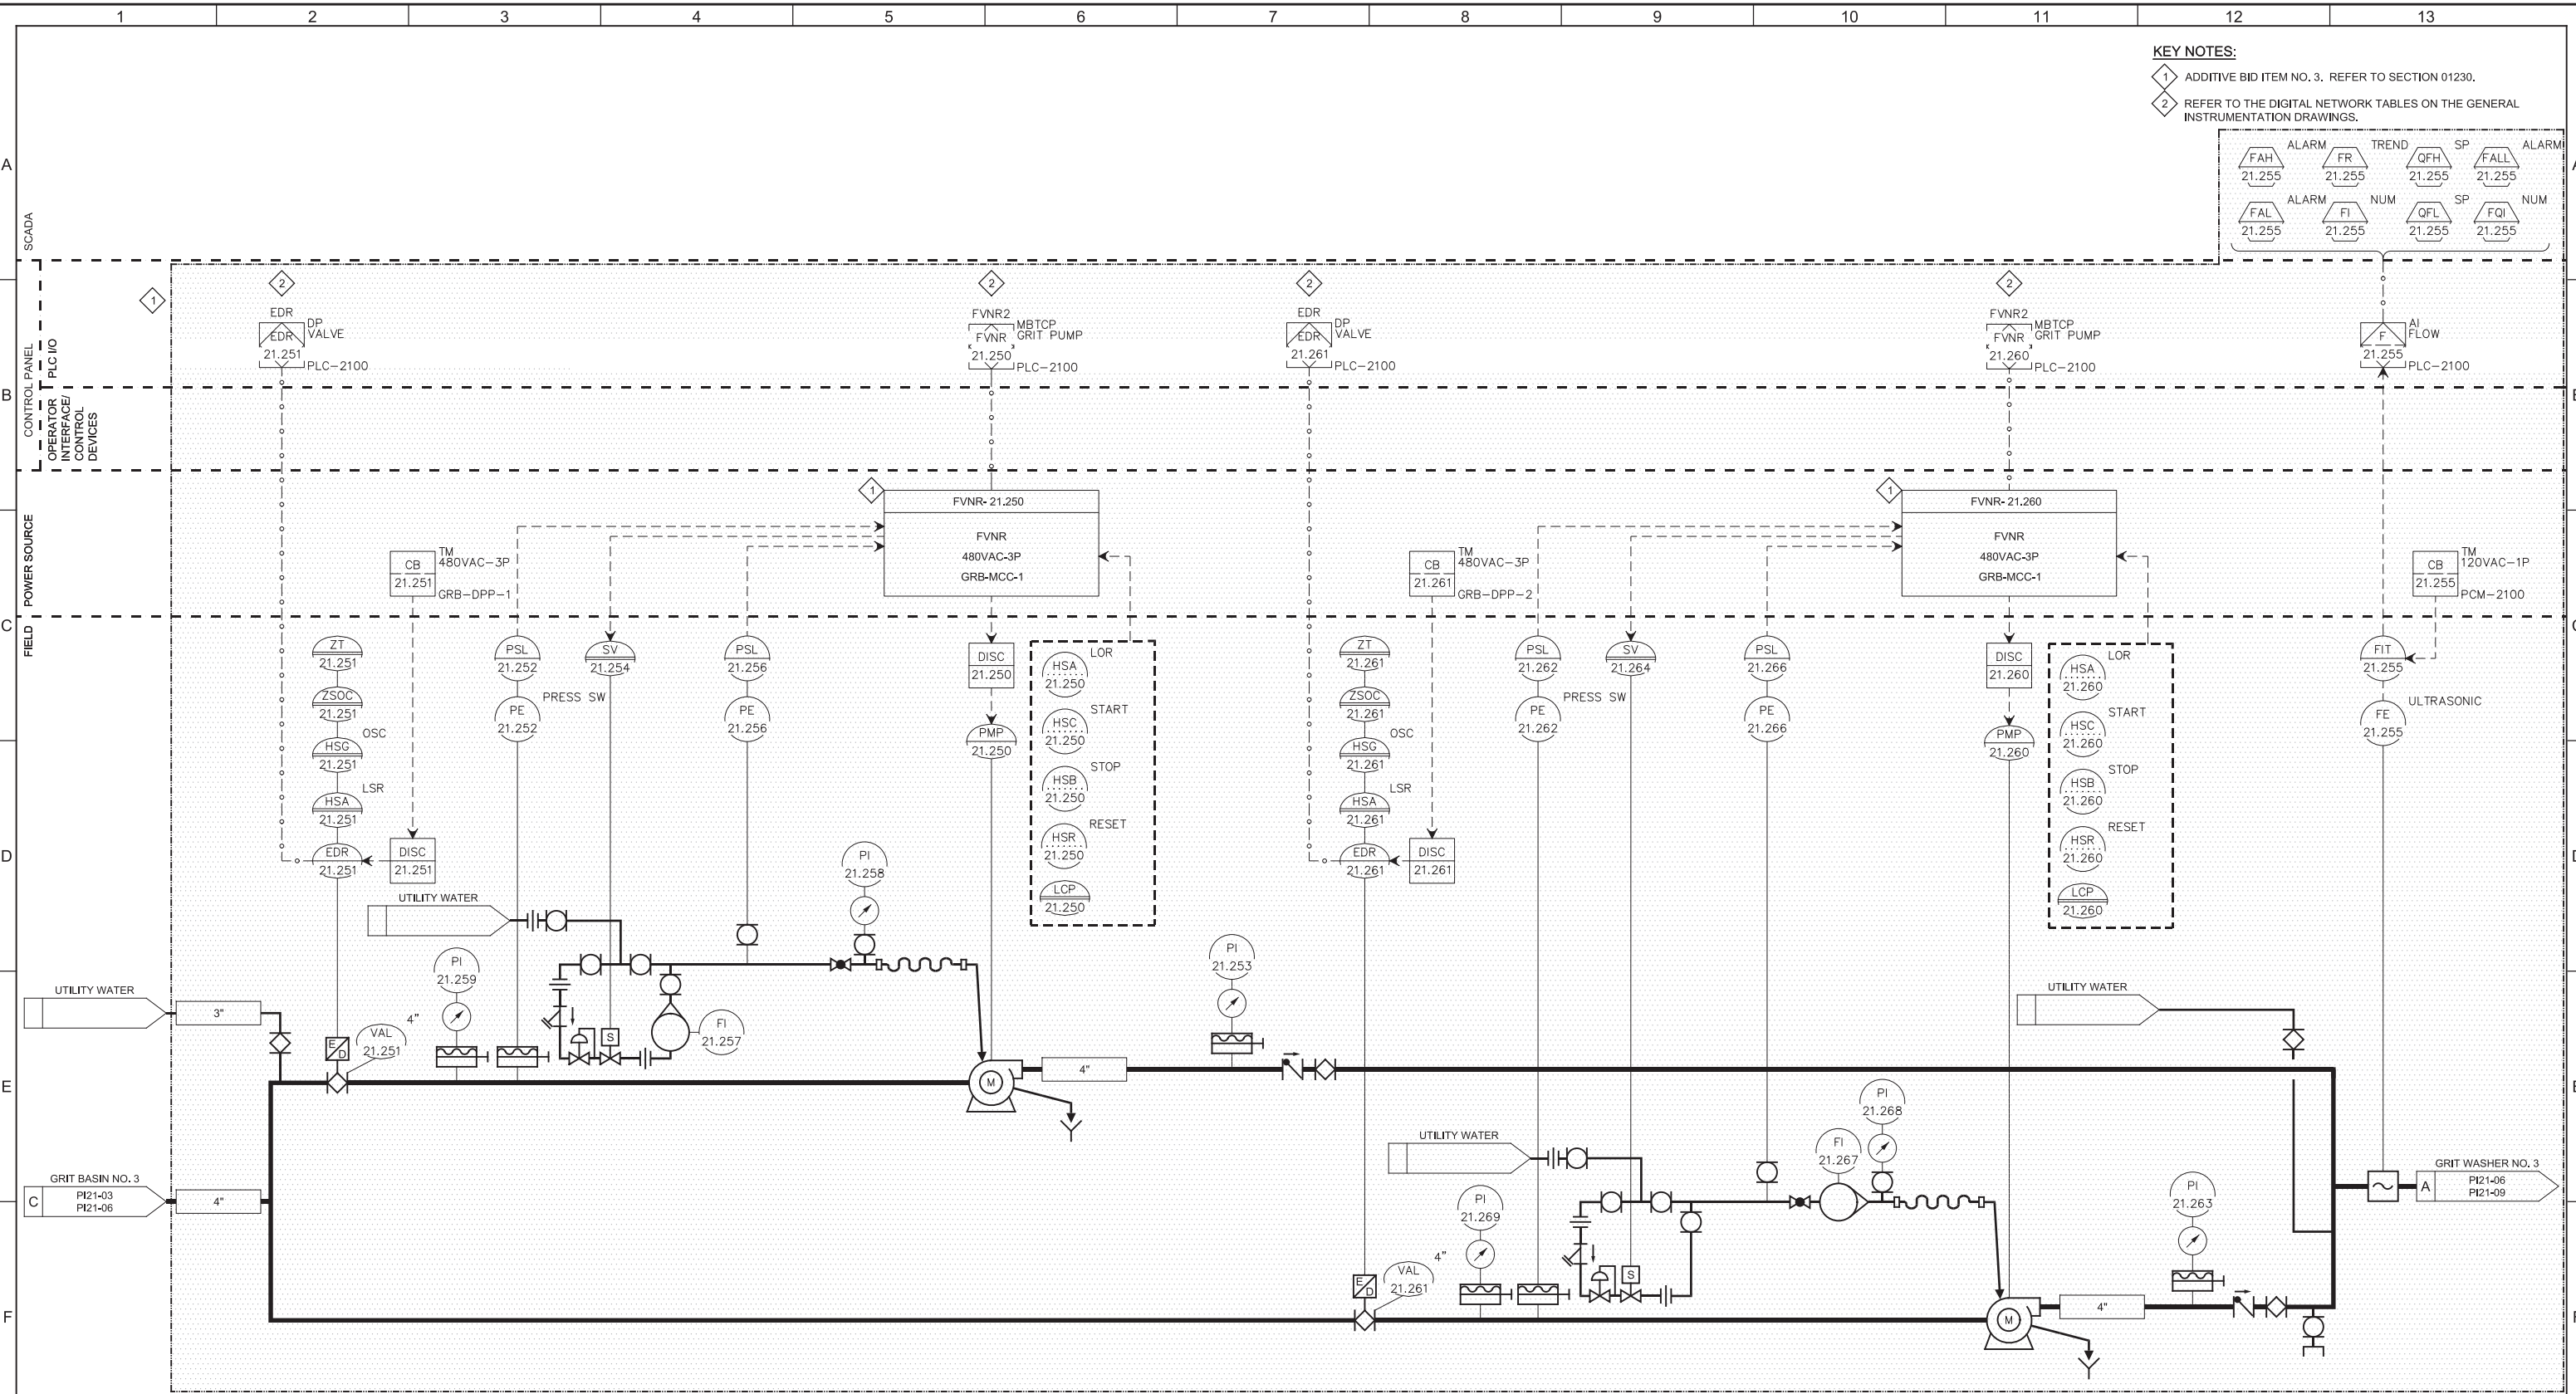 1 2 3 4 5 6 7 8 9 10 11 12 13
KEY NOTES:
1 ADDITIVE BID ITEM NO. 3. REFER TO SECTION 01230.
2 REFER TO THE DIGITAL NETWORK TABLES ON THE GENERAL
INSTRUMENTATION DRAWINGS.
A
SCADA
FAH
21.255
ALARM
FR
21.255
TREND
QFH
21.255
SP
FALL
21.255
ALARM
FAL
21.255
ALARM
FI
21.255
NUM
QFL
21.255
SP
FQI
21.255
NUM
B
CONTROL PANEL
PLC I/O
OPERATOR
INTERFACE/
CONTROL
DEVICES
1
2
EDR
EDR
21.251
DP
VALVE
PLC-2100
2
FVNR2
FVNR
21.250
MBTCP
GRIT PUMP
PLC-2100
2
EDR
EDR
21.261
DP
VALVE
PLC-2100
2
FVNR2
FVNR
21.260
MBTCP
GRIT PUMP
PLC-2100
F
21.255
AI
FLOW
PLC-2100
POWER SOURCE
CB
21.251
TM
480VAC-3P
GRB-DPP-1
1
FVNR- 21.250
FVNR
480VAC-3P
GRB-MCC-1
CB
21.261
TM
480VAC-3P
GRB-DPP-2
1
FVNR- 21.260
FVNR
480VAC-3P
GRB-MCC-1
CB
21.255
TM
120VAC-1P
PCM-2100
C
FIELD
ZT
21.251
ZSOC
21.251
HSG
21.251
OSC
HSA
21.251
LSR
EDR
21.251
DISC
21.251
PSL
21.252
PE
21.252
PRESS SW
SV
21.254
PSL
21.256
PE
21.256
DISC
21.250
PMP
21.250
HSA
21.250
LOR
HSC
21.250
START
HSB
21.250
STOP
HSR
21.250
RESET
LCP
21.250
ZT
21.261
ZSOC
21.261
HSG
21.261
OSC
HSA
21.261
LSR
EDR
21.261
DISC
21.261
PSL
21.262
PE
21.262
PRESS SW
SV
21.264
PSL
21.266
PE
21.266
DISC
21.260
PMP
21.260
HSA
21.260
LOR
HSC
21.260
START
HSB
21.260
STOP
HSR
21.260
RESET
LCP
21.260
FIT
21.255
FE
21.255
ULTRASONIC
D
UTILITY WATER
PI
21.258
PI
21.259
PI
21.253
UTILITY WATER
3"
E
D
VAL
21.251
4"
S
FI
21.257
M
4"
UTILITY WATER
E
GRIT BASIN NO. 3
C
PI21-03
PI21-06
4"
UTILITY WATER
PI
21.268
FI
21.267
PI
21.269
PI
21.263
GRIT WASHER NO. 3
A
PI21-06
PI21-09
E
D
VAL
21.261
4"
S
M
4"
F